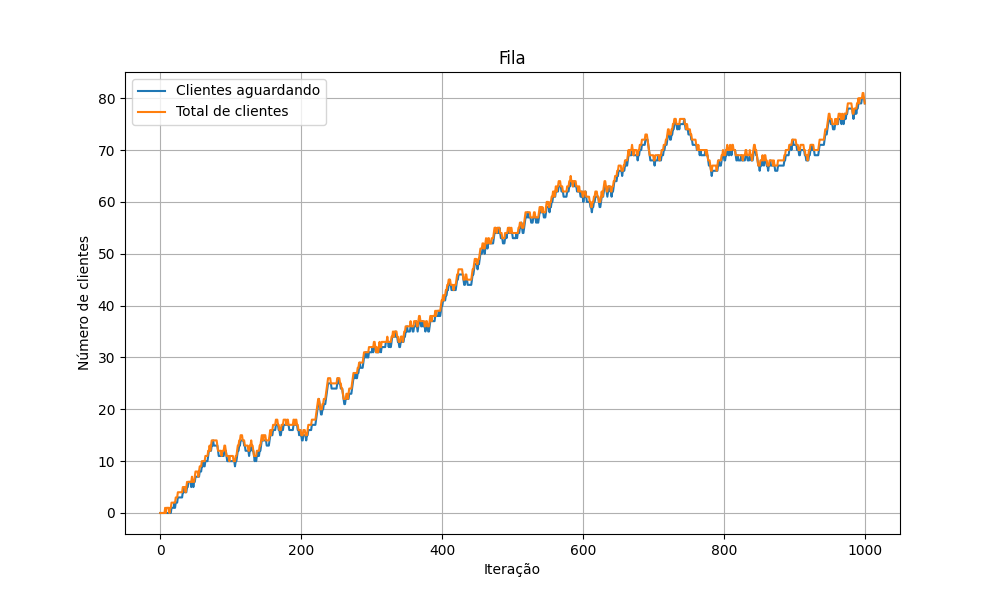 Fila
Clientes aguardando
Total de clientes
Número de clientes
80
70
60
50
40
30
20
10
0
0 200 400 600 800 1000
Iteração